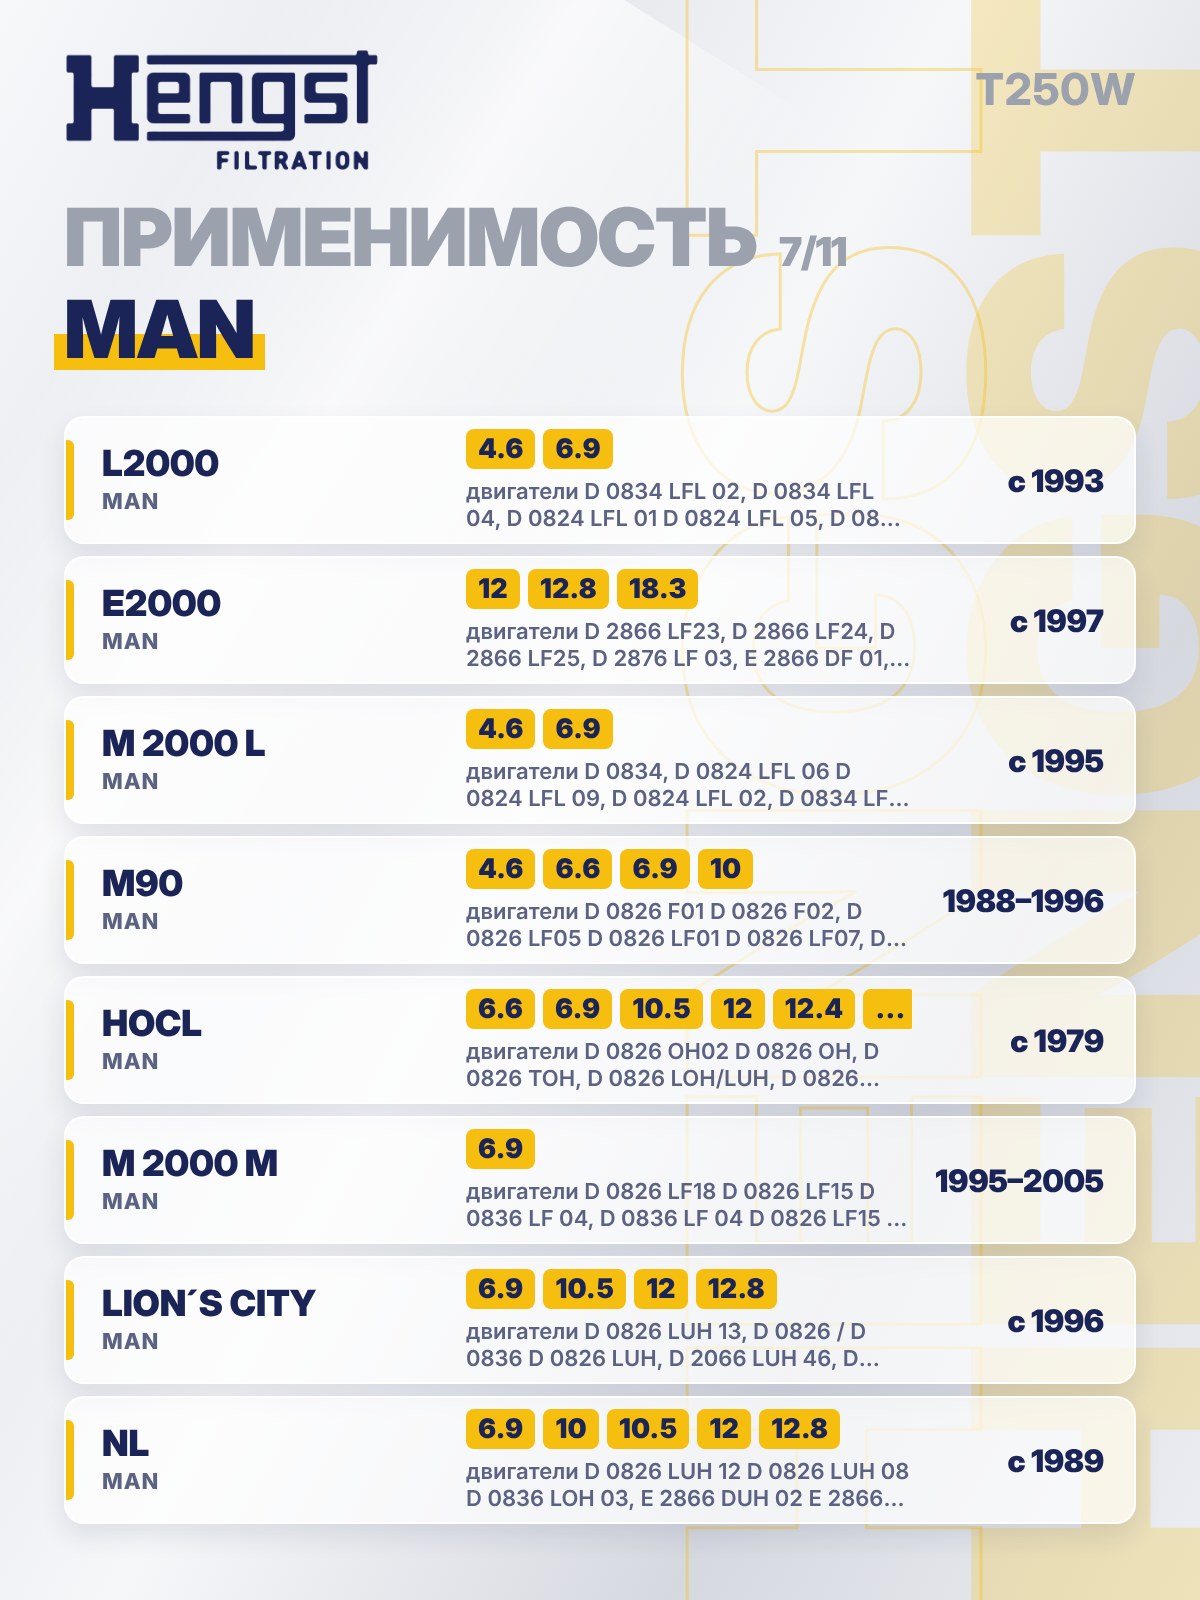 Hengst
FILTRATION
T250W
ПРИМЕНИМОСТЬ 7/11
MAN
L2000
MAN
4.6 6.9
двигатели D 0834 LFL 02, D 0834 LFL
04, D 0824 LFL 01 D 0824 LFL 05, D 08...
с 1993
E2000
MAN
12 12.8 18.3
двигатели D 2866 LF23, D 2866 LF24, D
2866 LF25, D 2876 LF 03, E 2866 DF 01,...
с 1997
M 2000 L
MAN
4.6 6.9
двигатели D 0834, D 0824 LFL 06 D
0824 LFL 09, D 0824 LFL 02, D 0834 LF...
с 1995
M90
MAN
4.6 6.6 6.9 10
двигатели D 0826 F01 D 0826 F02, D
0826 LF05 D 0826 LF01 D 0826 LF07, D...
1988–1996
HOCL
MAN
6.6 6.9 10.5 12 12.4 ...
двигатели D 0826 OH02 D 0826 OH, D
0826 TOH, D 0826 LOH/LUH, D 0826...
с 1979
M 2000 M
MAN
6.9
двигатели D 0826 LF18 D 0826 LF15 D
0836 LF 04, D 0836 LF 04 D 0826 LF15 ...
1995–2005
LION´S CITY
MAN
6.9 10.5 12 12.8
двигатели D 0826 LUH 13, D 0826 / D
0836 D 0826 LUH, D 2066 LUH 46, D...
с 1996
NL
MAN
6.9 10 10.5 12 12.8
двигатели D 0826 LUH 12 D 0826 LUH 08
D 0836 LOH 03, E 2866 DUH 02 E 2866...
с 1989
HENGST
HENGST